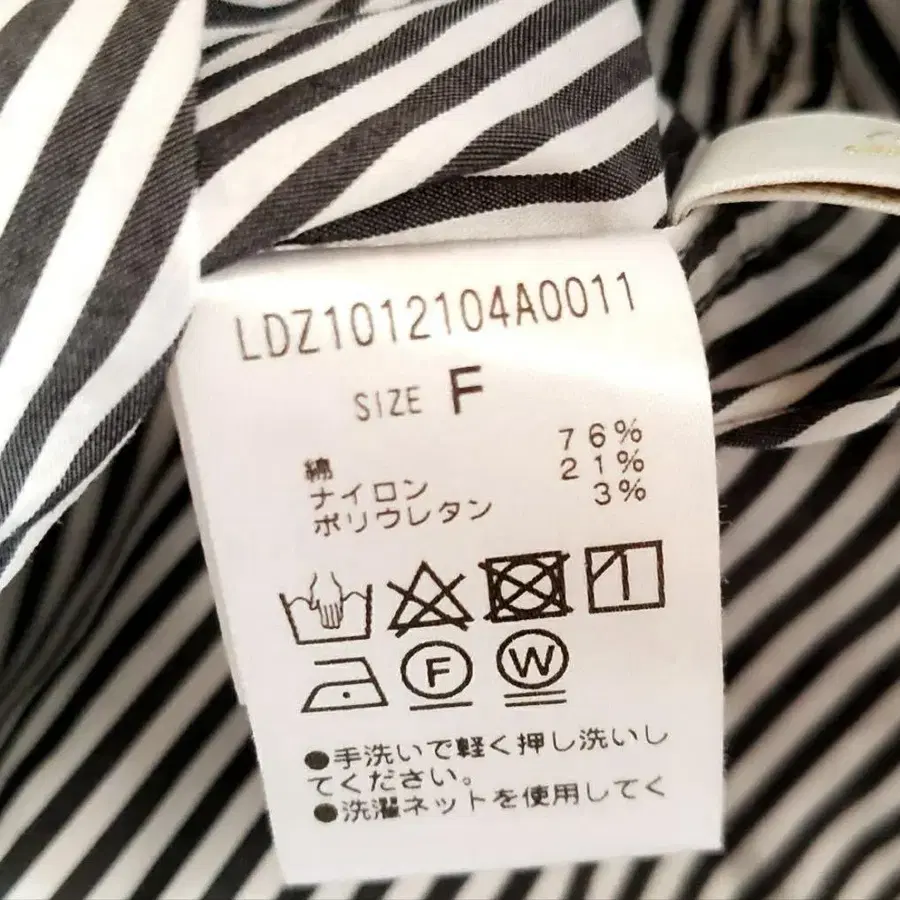 LDZ1012104A0011
SIZE F
綿 76%
ナイロン 21%
ポリウレタン 3%
F W
●手洗いで軽く押し洗いし
てください。
●洗濯ネットを使用してく